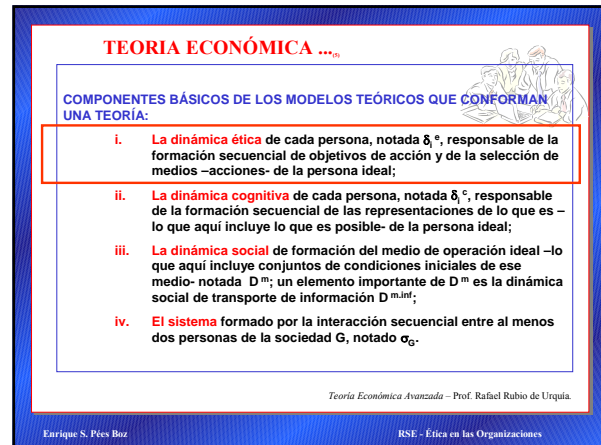 TEORIA ECONÓMICA ...(5)
COMPONENTES BÁSICOS DE LOS MODELOS TEÓRICOS QUE CONFORMAN
UNA TEORÍA:
i. La dinámica ética de cada persona, notada δi e, responsable de la
formación secuencial de objetivos de acción y de la selección de
medios –acciones- de la persona ideal;
ii. La dinámica cognitiva de cada persona, notada δi c, responsable
de la formación secuencial de las representaciones de lo que es –
lo que aquí incluye lo que es posible- de la persona ideal;
iii. La dinámica social de formación del medio de operación ideal –lo
que aquí incluye conjuntos de condiciones iniciales de ese
medio- notada D m; un elemento importante de D m es la dinámica
social de transporte de información D m.inf;
iv. El sistema formado por la interacción secuencial entre al menos
dos personas de la sociedad G, notado σG.
Teoría Económica Avanzada – Prof. Rafael Rubio de Urquía.
Enrique S. Pées Boz RSE - Ética en las Organizaciones